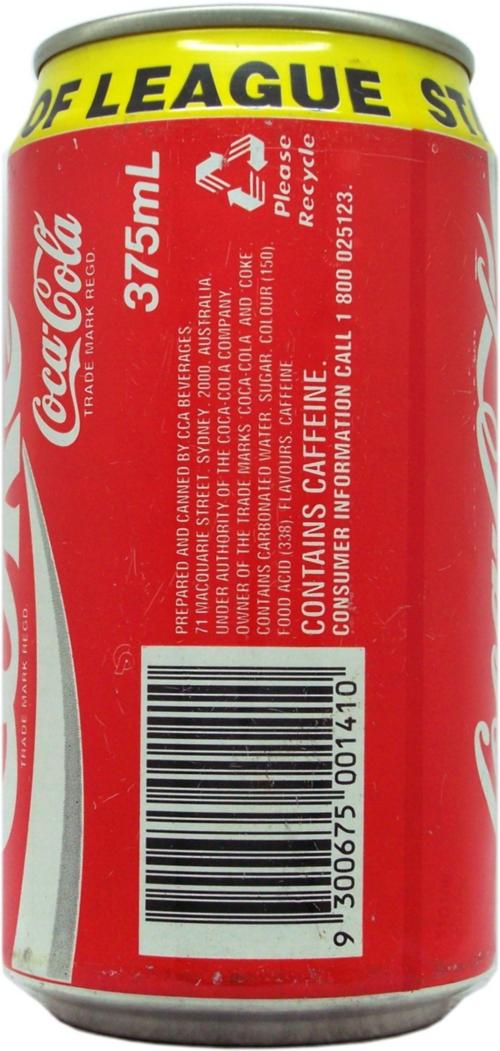 OF LEAGUE ST
Coca-Cola
TRADE MARK REGD.
TRADE MARK REGD.
375mL
Please
Recycle
PREPARED AND CANNED BY CCA BEVERAGES.
71 MACQUARIE STREET, SYDNEY, 2000, AUSTRALIA
UNDER AUTHORITY OF THE COCA-COLA COMPANY,
OWNER OF THE TRADE MARKS 'COCA-COLA' AND 'COKE'
CONTAINS CARBONATED WATER, SUGAR, COLOUR (150),
FOOD ACID (338), FLAVOURS, CAFFEINE.
CONTAINS CAFFEINE.
CONSUMER INFORMATION CALL 1 800 025123.
9 300675 001410